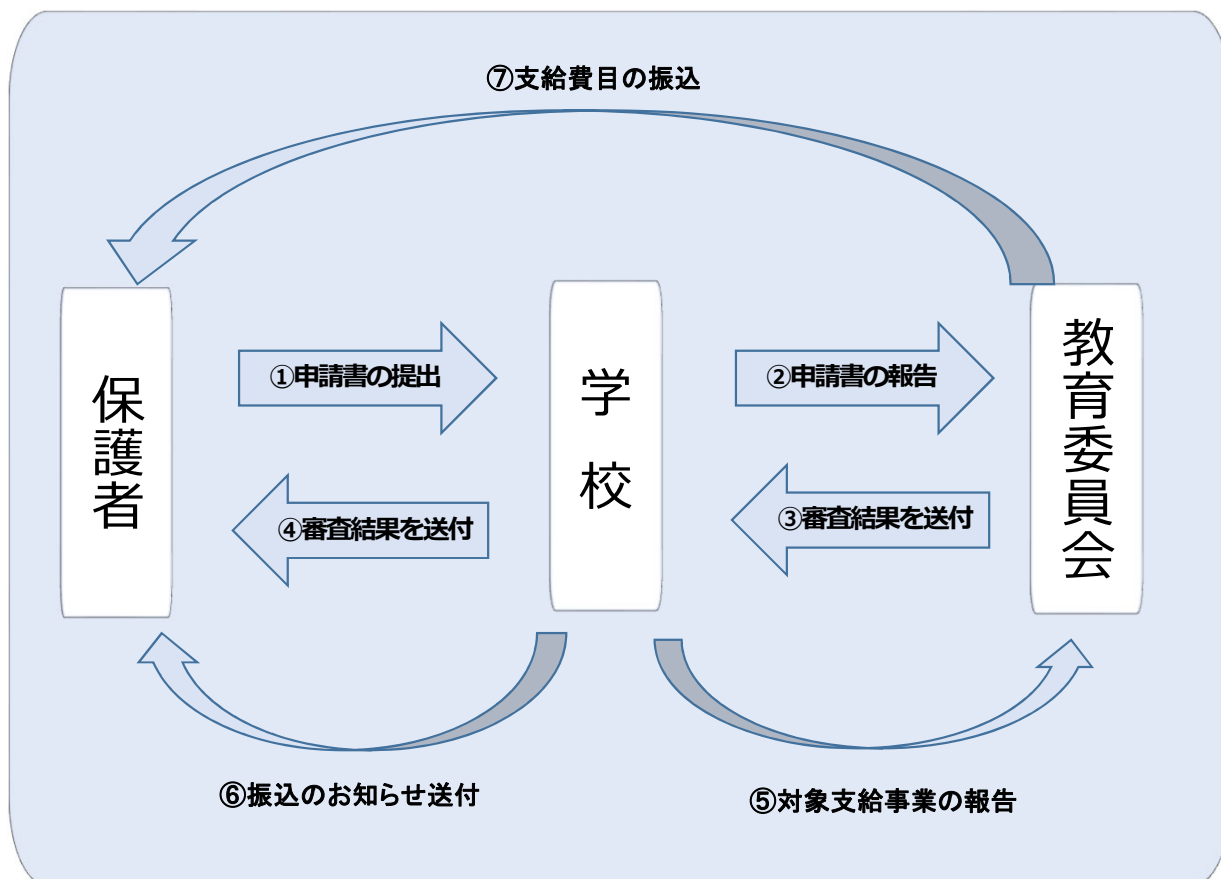 ⑦支給費目の振込
保護者
①申請書の提出
学校
②申請書の報告
教育委員会
④審査結果を送付
③審査結果を送付
⑥振込のお知らせ送付
⑤対象支給事業の報告